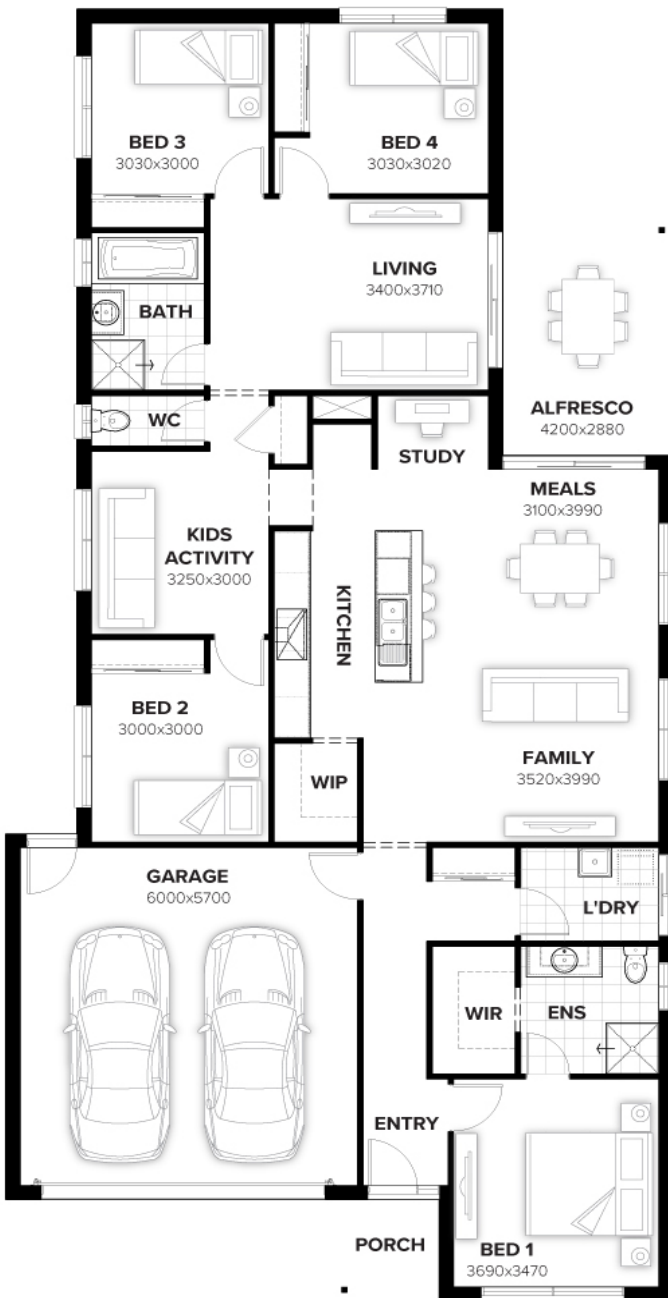 BED 3
3030x3000
BED 4
3030x3020
LIVING
3400x3710
BATH
ALFRESCO
4200x2880
WC
STUDY
MEALS
3100x3990
KIDS
ACTIVITY
3250x3000
KITCHEN
BED 2
3000x3000
FAMILY
3520x3990
WIP
GARAGE
6000x5700
L'DRY
WIR
ENS
ENTRY
PORCH
BED 1
3690x3470